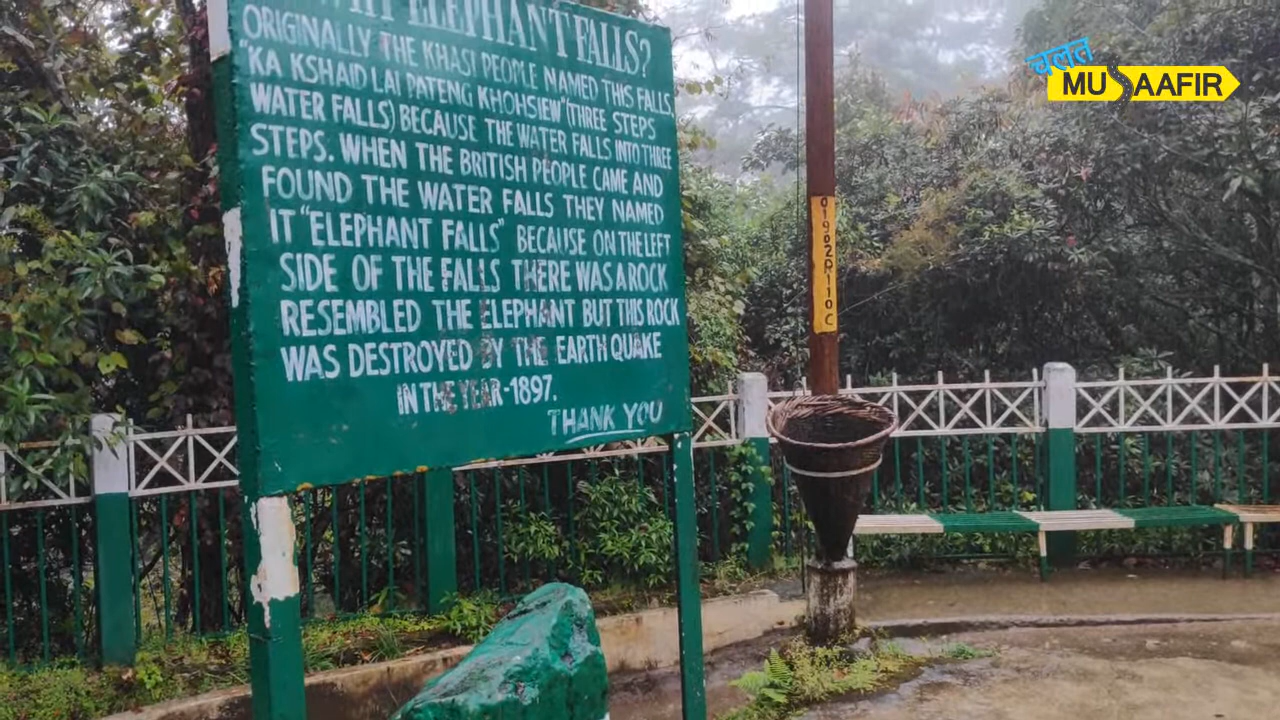 WHY ELEPHANT FALLS?
ORIGINALLY THE KHASI PEOPLE NAMED THIS FALLS
"KA KSHAID LAI PATENG KHOHSIEW" (THREE STEPS
WATER FALLS) BECAUSE THE WATER FALLS INTO THREE
STEPS. WHEN THE BRITISH PEOPLE CAME AND
FOUND THE WATER FALLS THEY NAMED
IT "ELEPHANT FALLS" BECAUSE ON THE LEFT
SIDE OF THE FALLS THERE WAS A ROCK
RESEMBLED THE ELEPHANT BUT THIS ROCK
WAS DESTROYED BY THE EARTH QUAKE
IN THE YEAR-1897.
THANK YOU
चलत
MUSAAFIR